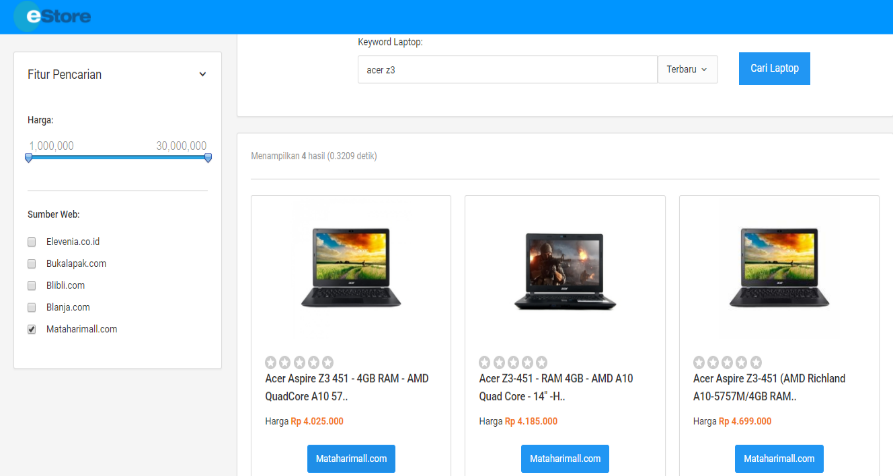 eStore
Fitur Pencarian
Harga:
1,000,000 30,000,000
Sumber Web:
Elevenia.co.id
Bukalapak.com
Blibli.com
Blanja.com
Mataharimall.com
Keyword Laptop:
acer z3 Terbaru Cari Laptop
Menampilkan 4 hasil (0.3209 detik)
Acer Aspire Z3 451 - 4GB RAM - AMD
QuadCore A10 57..
Harga Rp 4.025.000
Mataharimall.com
Acer Z3-451 - RAM 4GB - AMD A10
Quad Core - 14" -H..
Harga Rp 4.185.000
Mataharimall.com
Acer Aspire Z3-451 (AMD Richland
A10-5757M/4GB RAM..
Harga Rp 4.699.000
Mataharimall.com